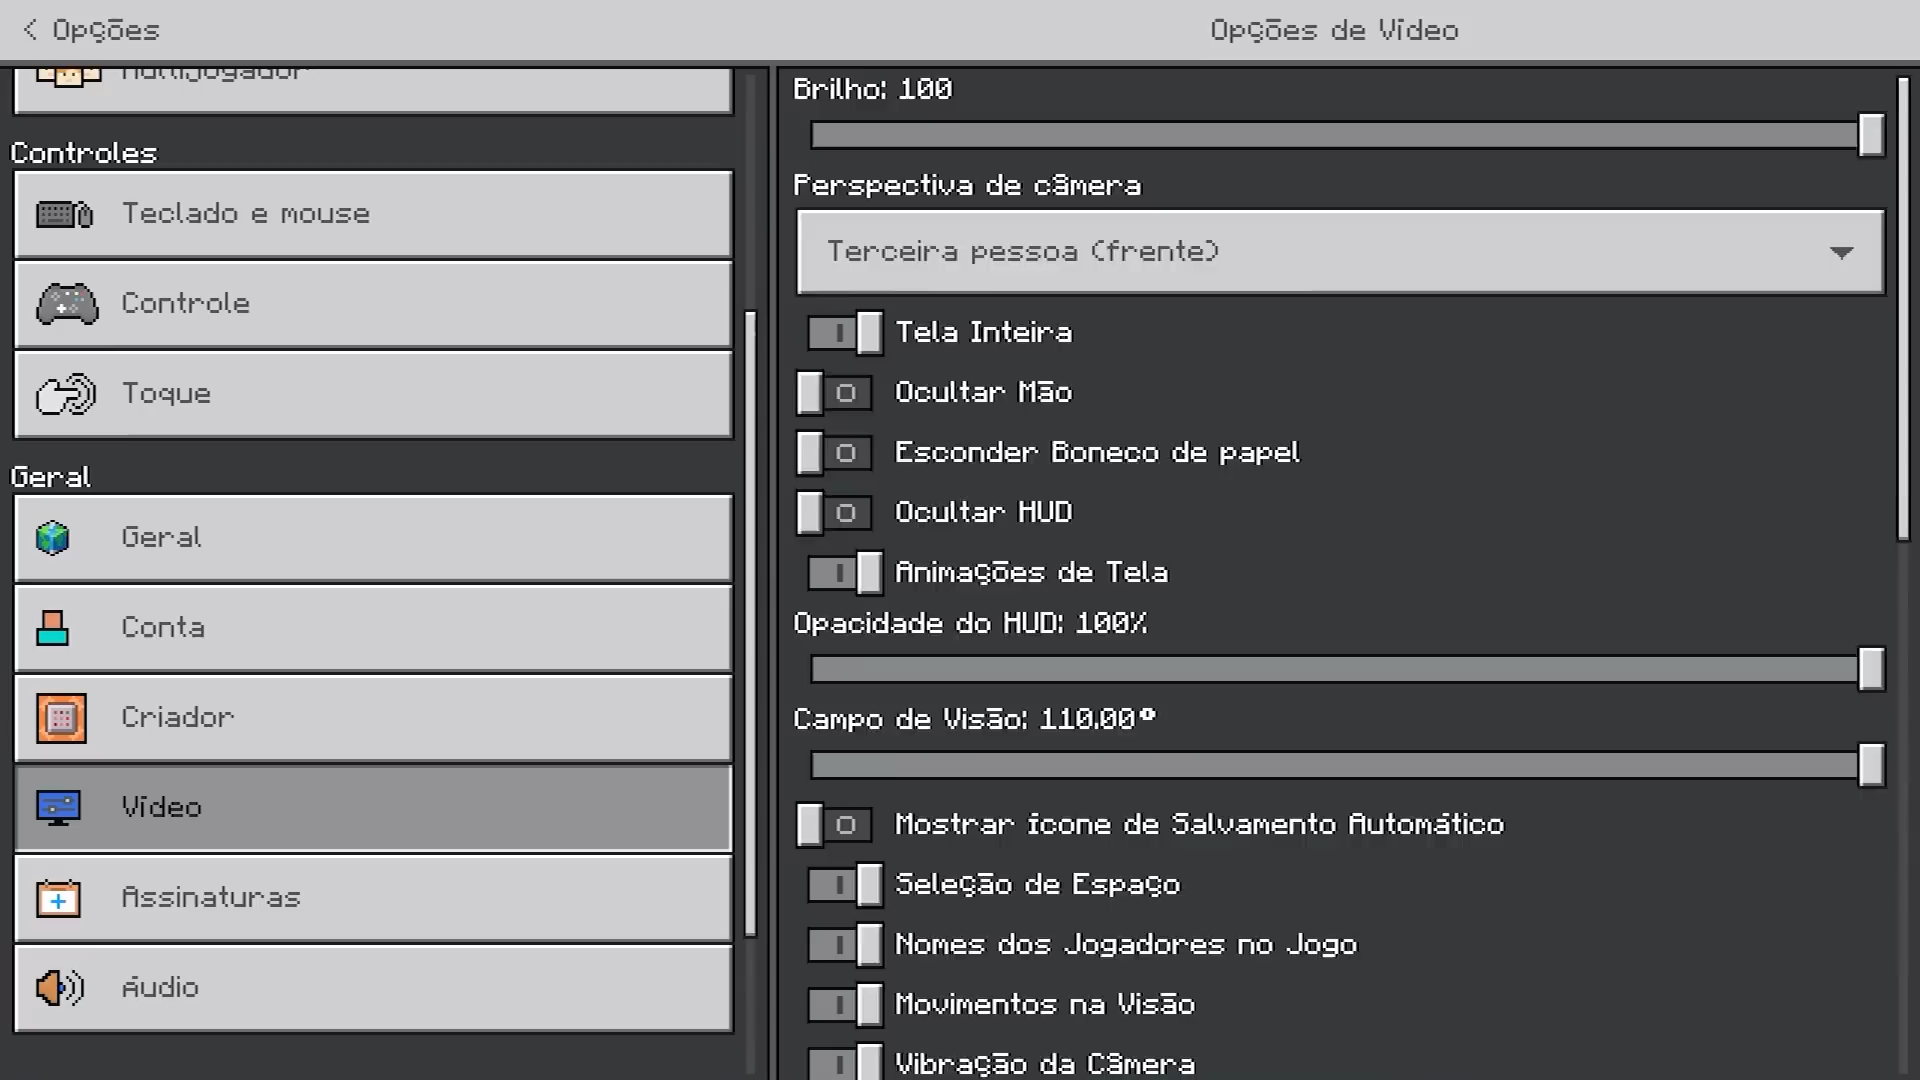 < Opções
Opções de Vídeo
Multijogador
Controles
Teclado e mouse
Controle
Toque
Geral
Geral
Conta
Criador
Vídeo
Assinaturas
Áudio
Brilho: 100
Perspectiva de câmera
Terceira pessoa (frente)
Tela Inteira
Ocultar Mão
Esconder Boneco de papel
Ocultar HUD
Animações de Tela
Opacidade do HUD: 100%
Campo de Visão: 110.00°
Mostrar ícone de Salvamento Automático
Seleção de Espaço
Nomes dos Jogadores no Jogo
Movimentos na Visão
Vibração da Câmera